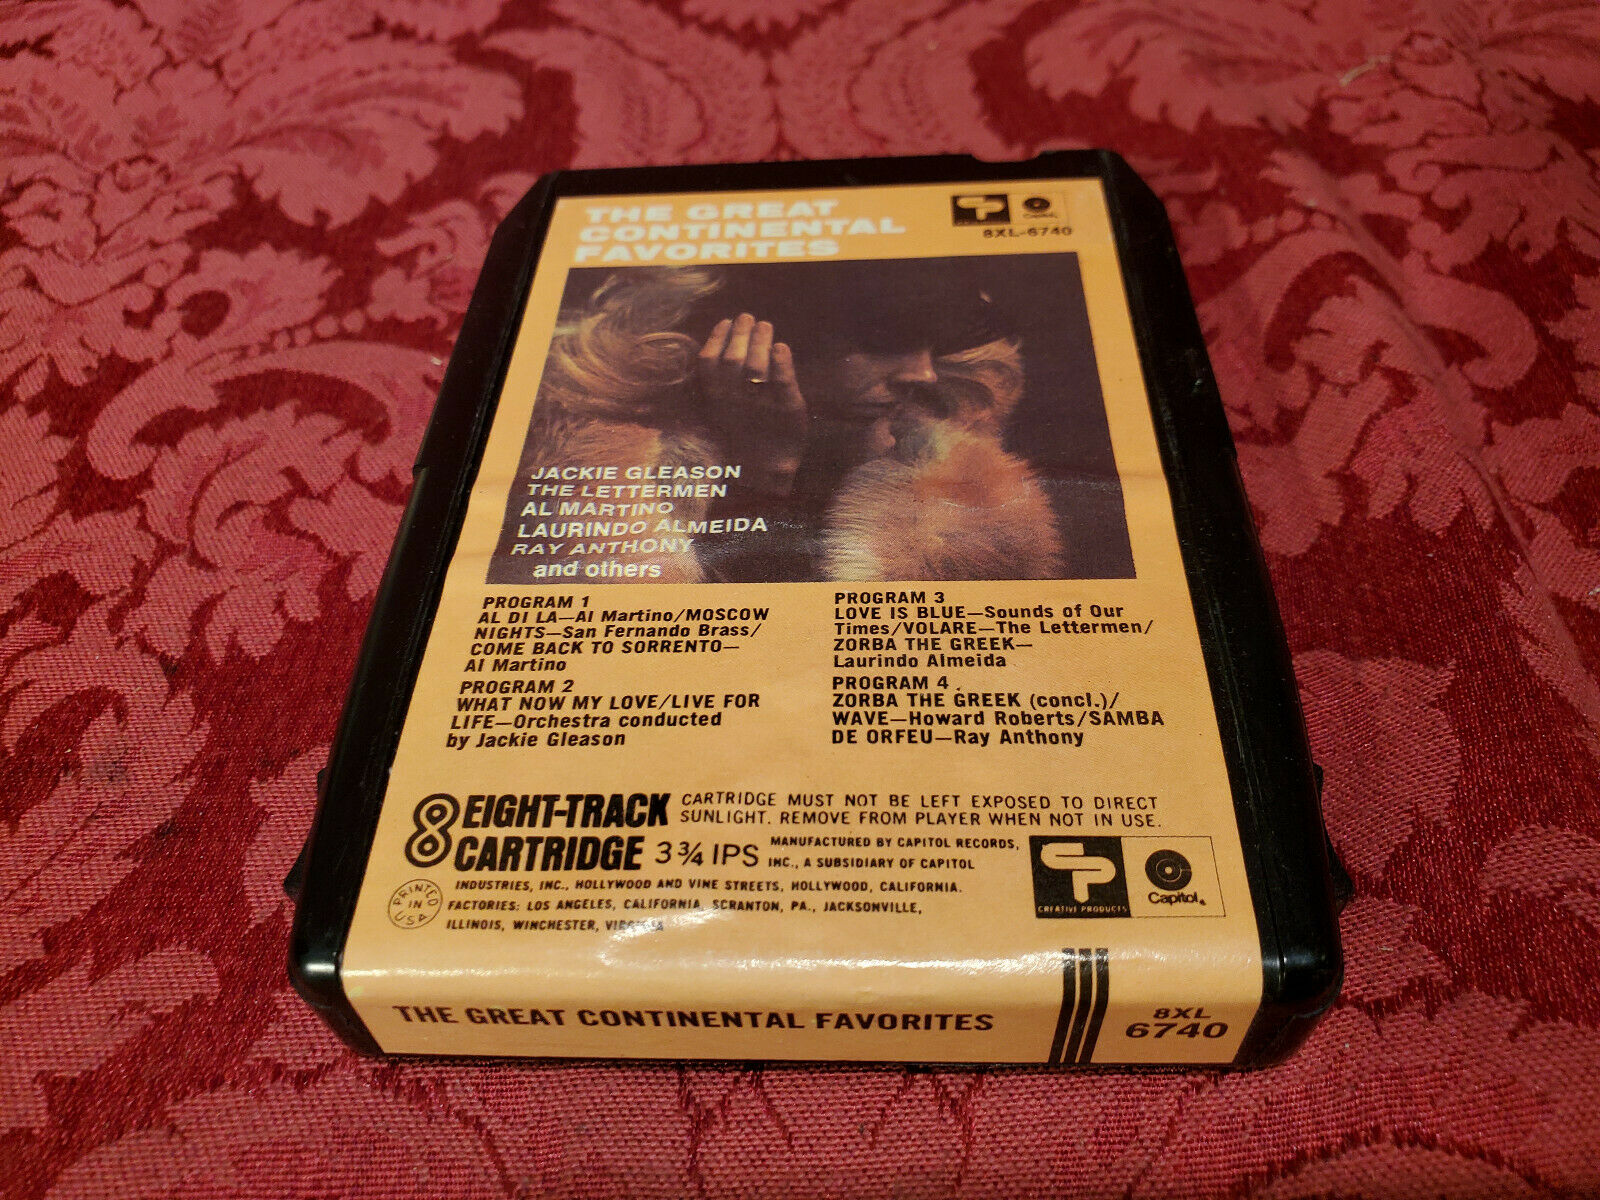 THE GREAT
CONTINENTAL
FAVORITES
Capitol
8XL-6740
JACKIE GLEASON
THE LETTERMEN
AL MARTINO
LAURINDO ALMEIDA
RAY ANTHONY
and others
PROGRAM 1
AL DI LA—Al Martino/MOSCOW
NIGHTS—San Fernando Brass/
COME BACK TO SORRENTO—
Al Martino
PROGRAM 2
WHAT NOW MY LOVE/LIVE FOR
LIFE—Orchestra conducted
by Jackie Gleason
PROGRAM 3
LOVE IS BLUE—Sounds of Our
Times/VOLARE—The Lettermen/
ZORBA THE GREEK—
Laurindo Almeida
PROGRAM 4
ZORBA THE GREEK (concl.)/
WAVE—Howard Roberts/SAMBA
DE ORFEU—Ray Anthony
8 EIGHT-TRACK
CARTRIDGE 3 3/4 IPS
CARTRIDGE MUST NOT BE LEFT EXPOSED TO DIRECT
SUNLIGHT. REMOVE FROM PLAYER WHEN NOT IN USE.
MANUFACTURED BY CAPITOL RECORDS,
INC., A SUBSIDIARY OF CAPITOL
INDUSTRIES, INC., HOLLYWOOD AND VINE STREETS, HOLLYWOOD, CALIFORNIA.
FACTORIES: LOS ANGELES, CALIFORNIA, SCRANTON, PA., JACKSONVILLE,
ILLINOIS, WINCHESTER, VIRGINIA
PRINTED IN USA
CREATIVE PRODUCTS
Capitol
THE GREAT CONTINENTAL FAVORITES
8XL
6740